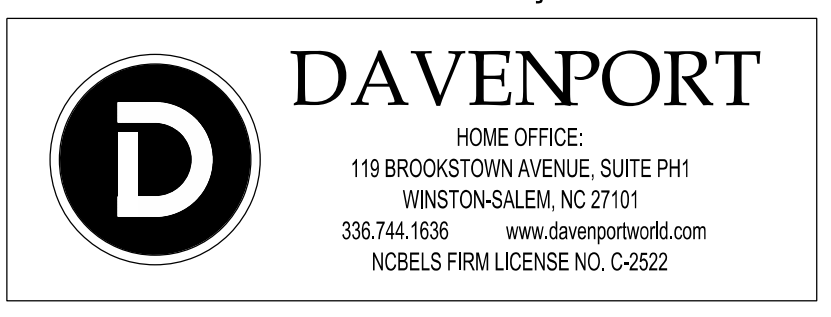 D
DAVENPORT
HOME OFFICE:
119 BROOKSTOWN AVENUE, SUITE PH1
WINSTON-SALEM, NC 27101
336.744.1636 www.davenportworld.com
NCBELS FIRM LICENSE NO. C-2522